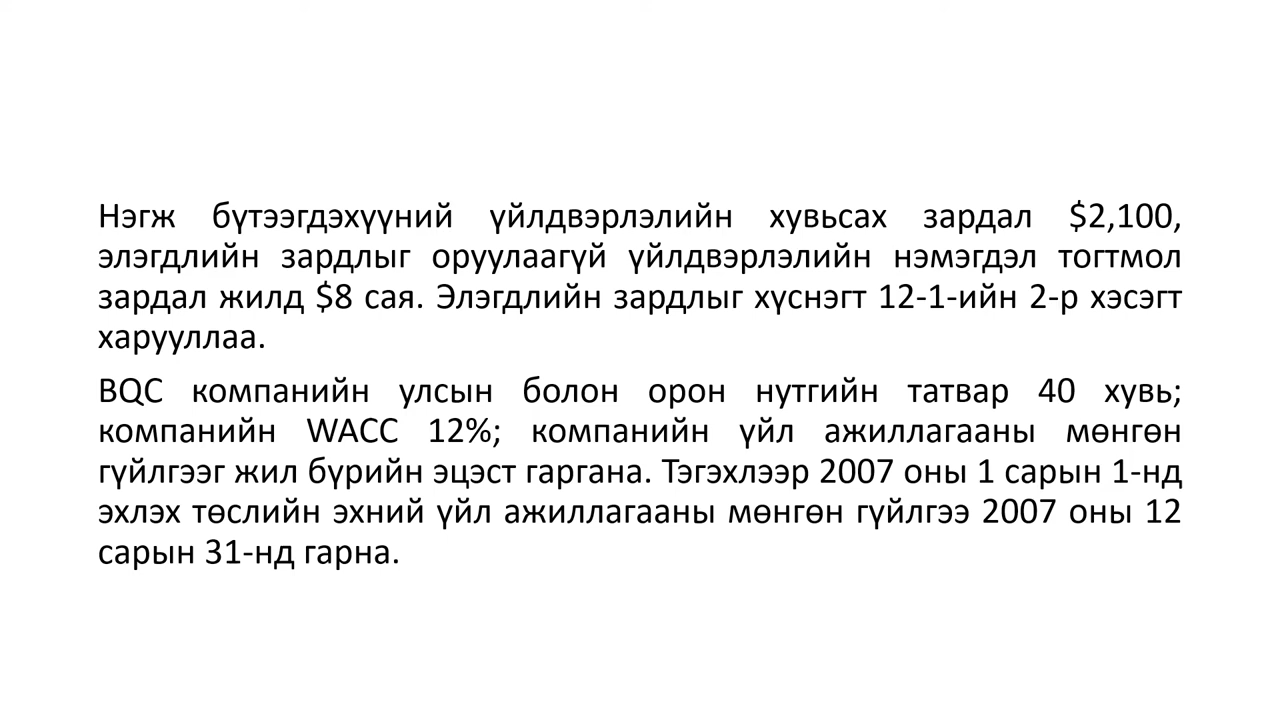 Нэгж бүтээгдэхүүний үйлдвэрлэлийн хувьсах зардал $2,100,
элэгдлийн зардлыг оруулаагүй үйлдвэрлэлийн нэмэгдэл тогтмол
зардал жилд $8 сая. Элэгдлийн зардлыг хүснэгт 12-1-ийн 2-р хэсэгт
харууллаа.
BQC компанийн улсын болон орон нутгийн татвар 40 хувь;
компанийн WACC 12%; компанийн үйл ажиллагааны мөнгөн
гүйлгээг жил бүрийн эцэст гаргана. Тэгэхлээр 2007 оны 1 сарын 1-нд
эхлэх төслийн эхний үйл ажиллагааны мөнгөн гүйлгээ 2007 оны 12
сарын 31-нд гарна.